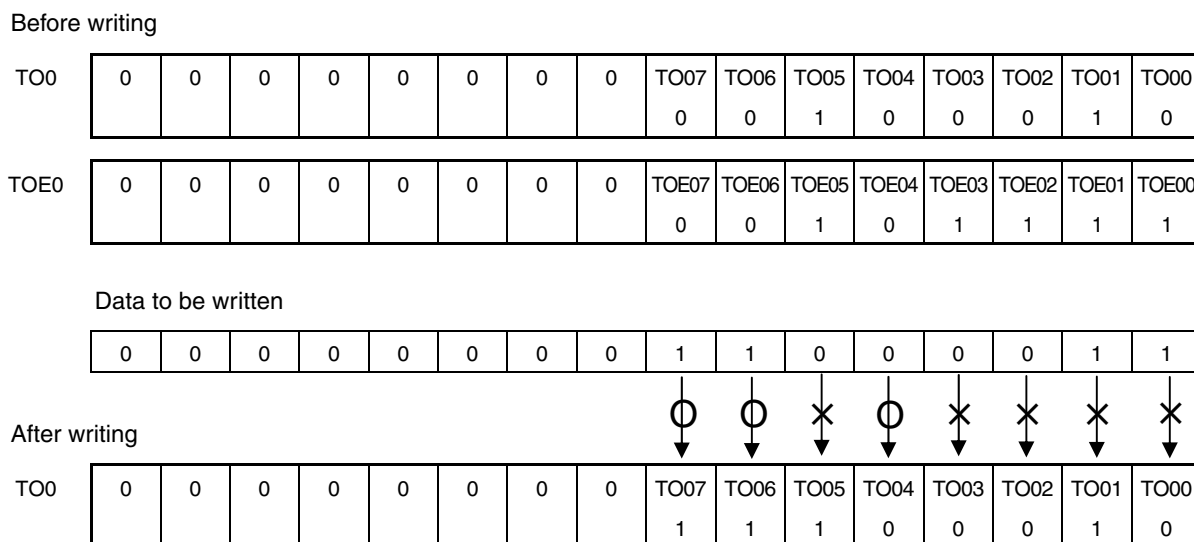 Before writing
TO0 0 0 0 0 0 0 0 0 TO07 TO06 TO05 TO04 TO03 TO02 TO01 TO00
0 0 1 0 0 0 1 0
TOE0 0 0 0 0 0 0 0 0 TOE07 TOE06 TOE05 TOE04 TOE03 TOE02 TOE01 TOE00
0 0 1 0 1 1 1 1
Data to be written
0 0 0 0 0 0 0 0 1 1 0 0 0 0 1 1
O O × O × × × ×
After writing
TO0 0 0 0 0 0 0 0 0 TO07 TO06 TO05 TO04 TO03 TO02 TO01 TO00
1 1 1 0 0 0 1 0